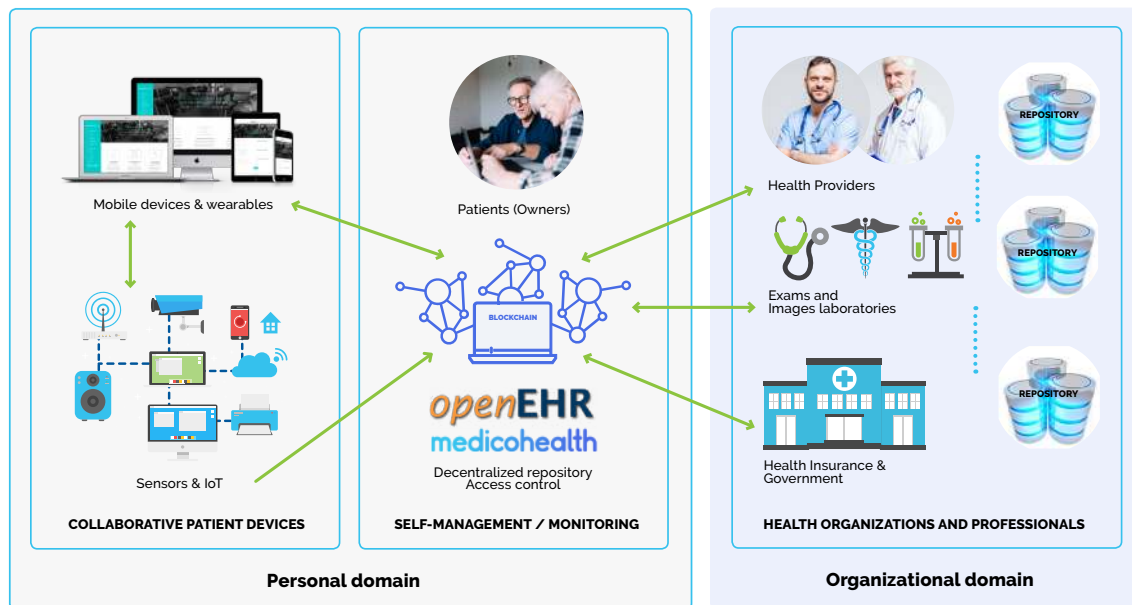 Mobile devices & wearables
Sensors & IoT
COLLABORATIVE PATIENT DEVICES
Patients (Owners)
BLOCKCHAIN
openEHR
medicohealth
Decentralized repository
Access control
SELF-MANAGEMENT / MONITORING
Personal domain
Health Providers
REPOSITORY
Exams and
Images laboratories
REPOSITORY
Health Insurance &
Government
REPOSITORY
HEALTH ORGANIZATIONS AND PROFESSIONALS
Organizational domain